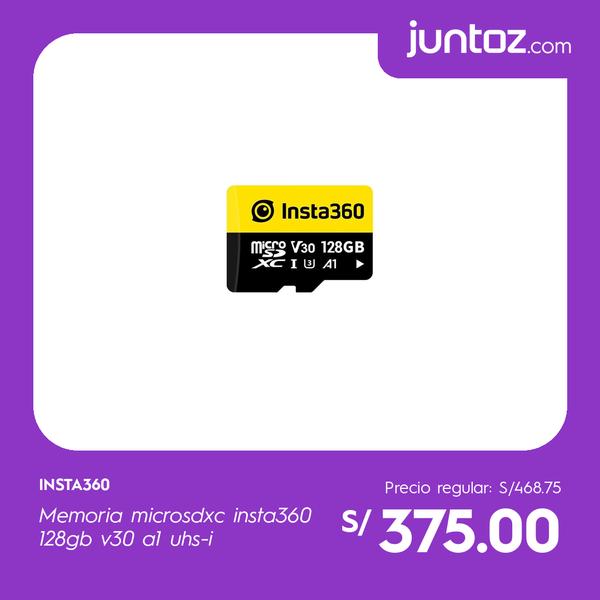 juntoz.com
Insta360
micro SD XC V30 128GB
I U3 A1
INSTA360
Memoria microsdxc insta360
128gb v30 a1 uhs-i
Precio regular: S/468.75
S/ 375.00